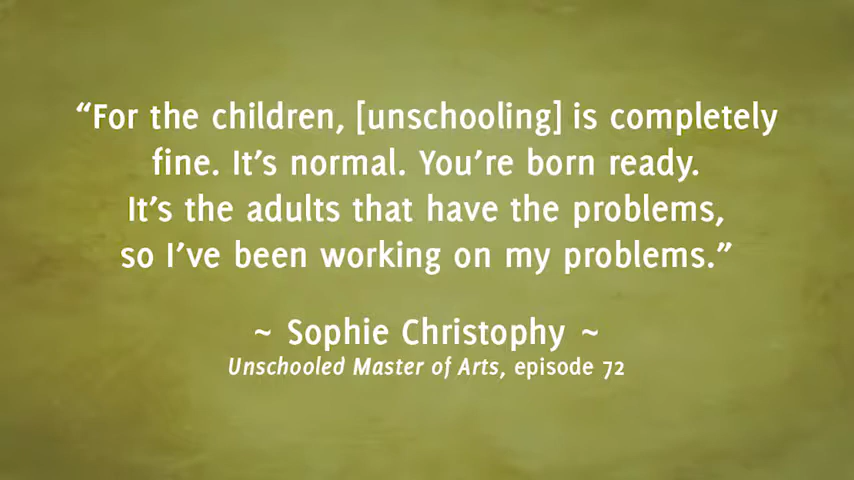 “For the children, [unschooling] is completely
fine. It’s normal. You’re born ready.
It’s the adults that have the problems,
so I’ve been working on my problems.”
~ Sophie Christophy ~
Unschooled Master of Arts, episode 72